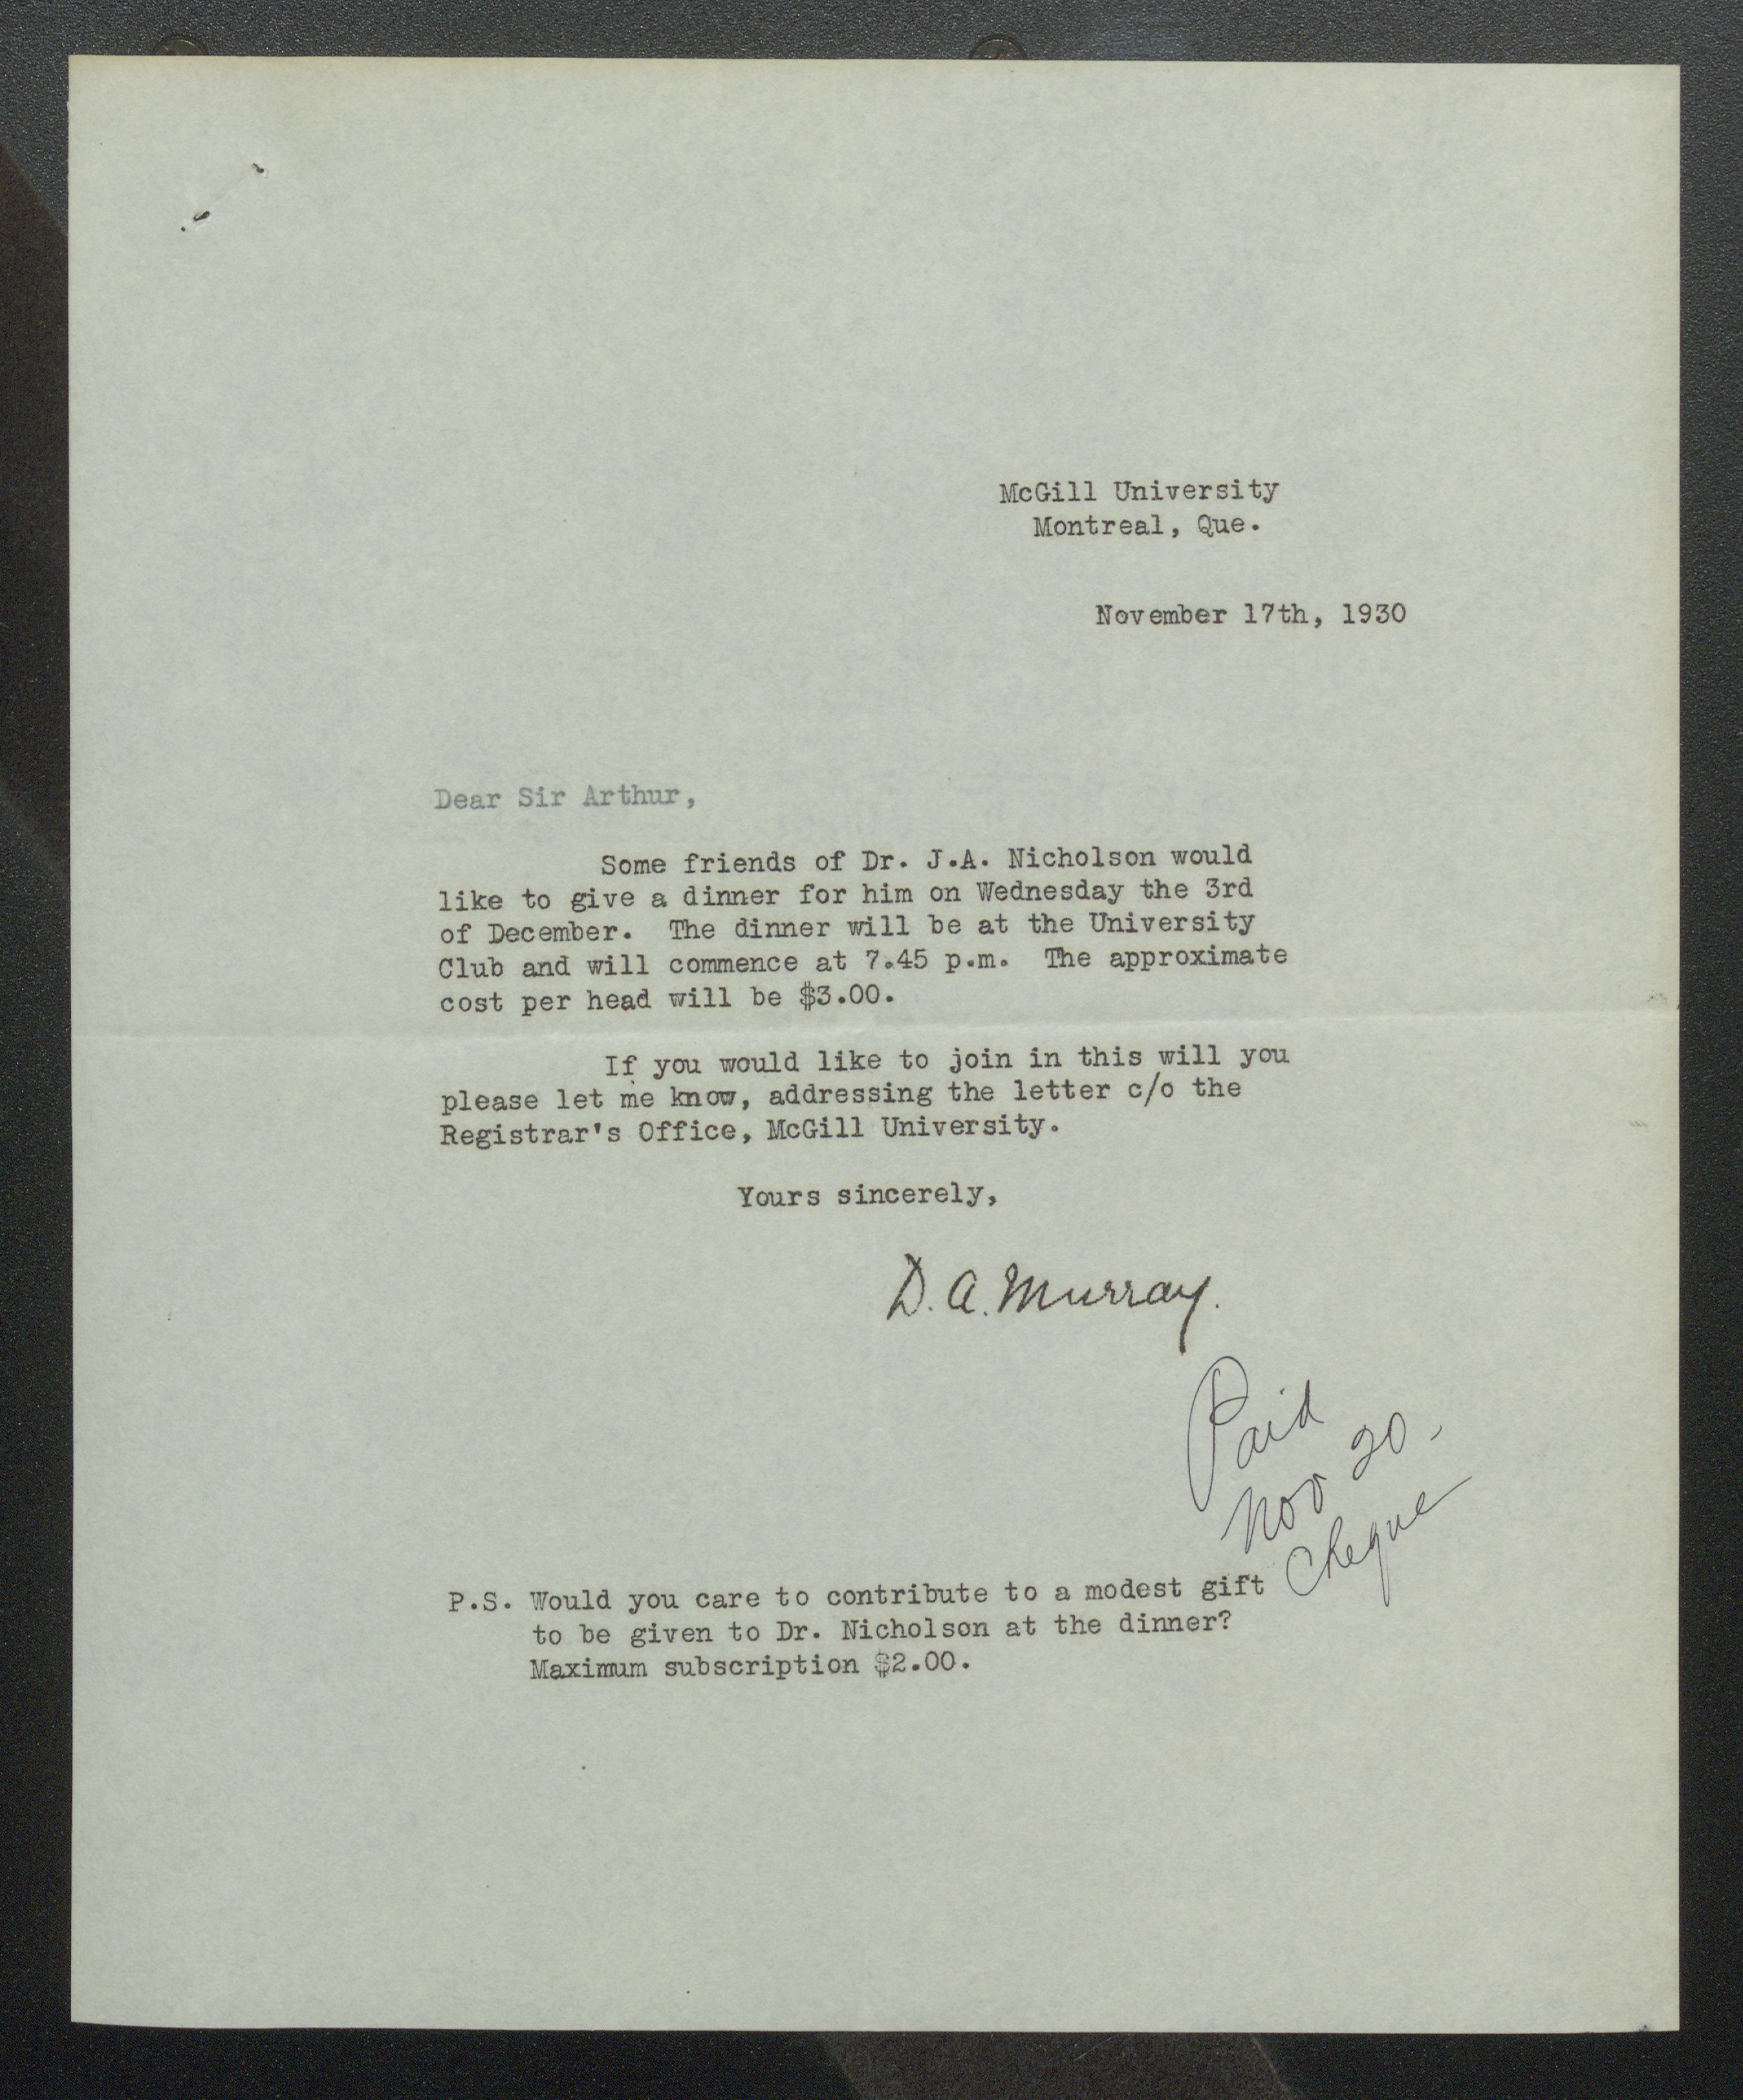 McGill University
Montreal, Que.
November 17th, 1930
Dear Sir Arthur,
Some friends of Dr. J.A. Nicholson would
like to give a dinner for him on Wednesday the 3rd
of December. The dinner will be at the University
Club and will commence at 7.45 p.m. The approximate
cost per head will be $3.00.
If you would like to join in this will you
please let me know, addressing the letter c/o the
Registrar's Office, McGill University.
Yours sincerely,
D. A. Murray.
Paid
Nov 20.
Cheque
P.S. Would you care to contribute to a modest gift
to be given to Dr. Nicholson at the dinner?
Maximum subscription $2.00.